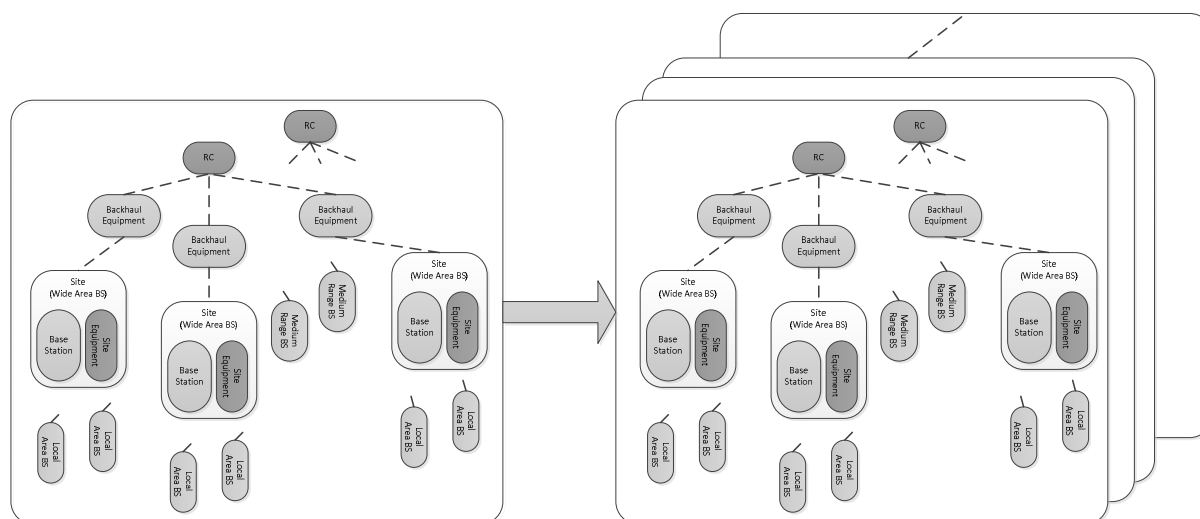 RC
RC
Backhaul
Equipment
Backhaul
Equipment
Backhaul
Equipment
Site
(Wide Area BS)
Base
Station
Site
Equipment
Site
(Wide Area BS)
Base
Station
Site
Equipment
Medium
Range BS
Medium
Range BS
Site
(Wide Area BS)
Base
Station
Site
Equipment
Local
Area BS
Local
Area BS
Local
Area BS
Local
Area BS
Local
Area BS
Local
Area BS
RC
RC
Backhaul
Equipment
Backhaul
Equipment
Backhaul
Equipment
Site
(Wide Area BS)
Base
Station
Site
Equipment
Site
(Wide Area BS)
Base
Station
Site
Equipment
Medium
Range BS
Medium
Range BS
Site
(Wide Area BS)
Base
Station
Site
Equipment
Local
Area BS
Local
Area BS
Local
Area BS
Local
Area BS
Local
Area BS
Local
Area BS